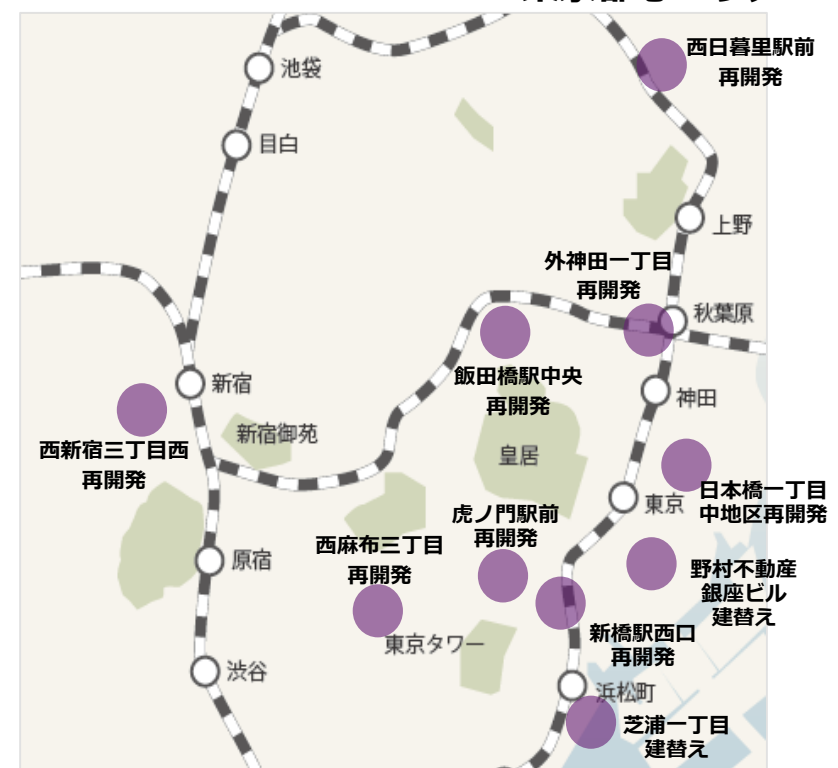 西日暮里駅前
再開発
池袋
目白
上野
外神田一丁目
再開発
秋葉原
飯田橋駅中央
再開発
新宿
神田
西新宿三丁目西
再開発
新宿御苑
皇居
日本橋一丁目
中地区再開発
東京
虎ノ門駅前
再開発
西麻布三丁目
再開発
原宿
野村不動産
銀座ビル
建替え
新橋駅西口
再開発
東京タワー
渋谷
浜松町
芝浦一丁目
建替え